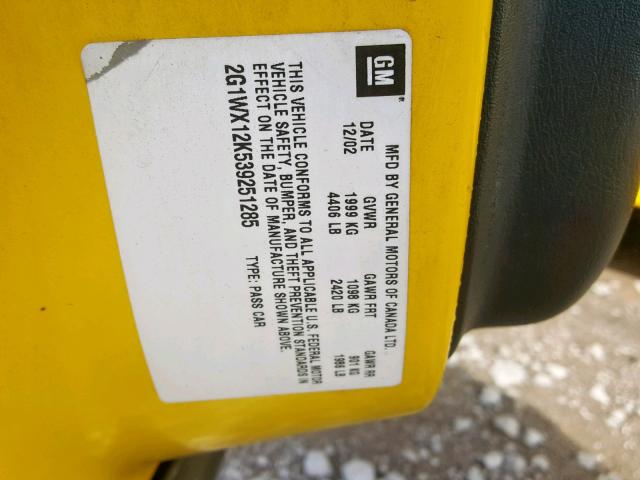 GM
MFD BY GENERAL MOTORS OF CANADA LTD.
DATE GVWR GAWR FRT GAWR RR
12/02 1999 KG 1098 KG 901 KG
4406 LB 2420 LB 1986 LB
THIS VEHICLE CONFORMS TO ALL APPLICABLE U.S. FEDERAL MOTOR
VEHICLE SAFETY, BUMPER, AND THEFT PREVENTION STANDARDS IN
EFFECT ON THE DATE OF MANUFACTURE SHOWN ABOVE.
2G1WX12K539251285 TYPE: PASS CAR